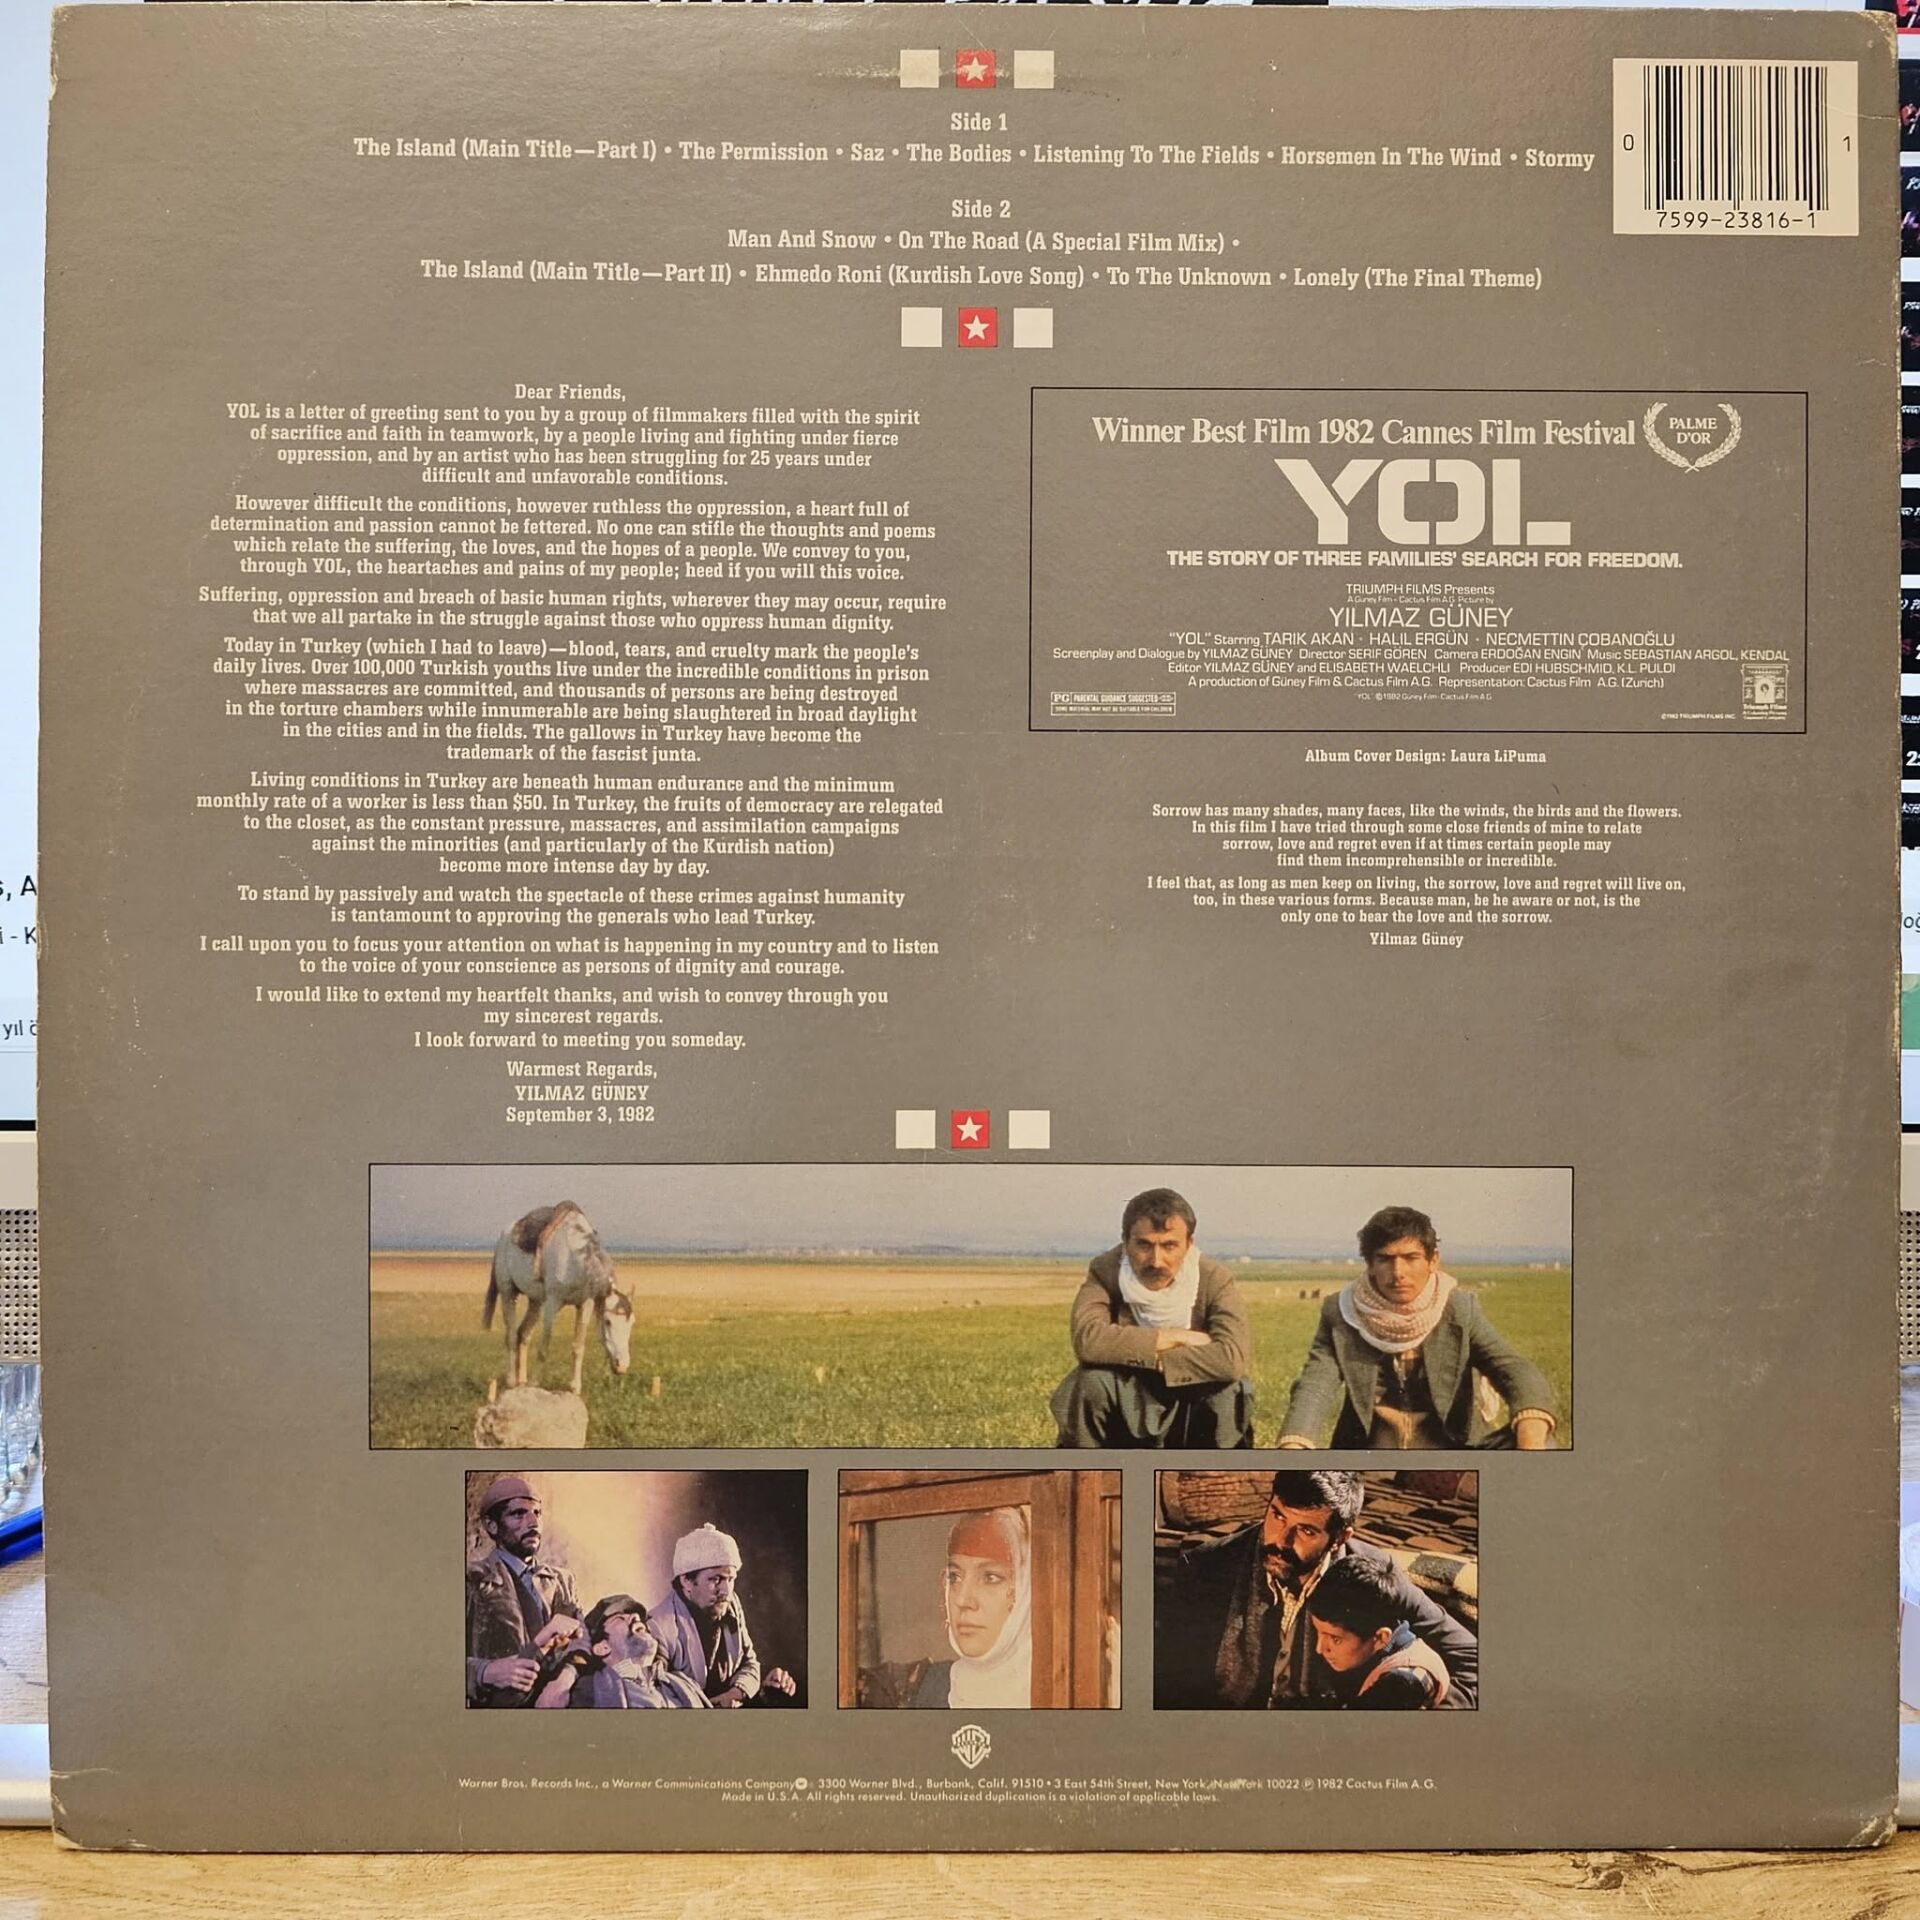 Side 1
The Island (Main Title—Part I) • The Permission • Saz • The Bodies • Listening To The Fields • Horsemen In The Wind • Stormy
0
1
7599-23816-1
Side 2
Man And Snow • On The Road (A Special Film Mix) •
The Island (Main Title—Part II) • Ehmedo Roni (Kurdish Love Song) • To The Unknown • Lonely (The Final Theme)
Dear Friends,
YOL is a letter of greeting sent to you by a group of filmmakers filled with the spirit
of sacrifice and faith in teamwork, by a people living and fighting under fierce
oppression, and by an artist who has been struggling for 25 years under
difficult and unfavorable conditions.
However difficult the conditions, however ruthless the oppression, a heart full of
determination and passion cannot be fettered. No one can stifle the thoughts and poems
which relate the suffering, the loves, and the hopes of a people. We convey to you,
through YOL, the heartaches and pains of my people; heed if you will this voice.
Suffering, oppression and breach of basic human rights, wherever they may occur, require
that we all partake in the struggle against those who oppress human dignity.
Today in Turkey (which I had to leave)—blood, tears, and cruelty mark the people's
daily lives. Over 100,000 Turkish youths live under the incredible conditions in prison
where massacres are committed, and thousands of persons are being destroyed
in the torture chambers while innumerable are being slaughtered in broad daylight
in the cities and in the fields. The gallows in Turkey have become the
trademark of the fascist junta.
Living conditions in Turkey are beneath human endurance and the minimum
monthly rate of a worker is less than $50. In Turkey, the fruits of democracy are relegated
to the closet, as the constant pressure, massacres, and assimilation campaigns
against the minorities (and particularly of the Kurdish nation)
become more intense day by day.
To stand by passively and watch the spectacle of these crimes against humanity
is tantamount to approving the generals who lead Turkey.
I call upon you to focus your attention on what is happening in my country and to listen
to the voice of your conscience as persons of dignity and courage.
I would like to extend my heartfelt thanks, and wish to convey through you
my sincerest regards.
I look forward to meeting you someday.
Warmest Regards,
YILMAZ GÜNEY
September 3, 1982
Winner Best Film 1982 Cannes Film Festival
PALME
D'OR
YOL
THE STORY OF THREE FAMILIES' SEARCH FOR FREEDOM.
TRIUMPH FILMS Presents
A Güney Film - Cactus Film A.G. Picture by
YILMAZ GÜNEY
"YOL" Starring TARIK AKAN · HALIL ERGÜN · NECMETTIN ÇOBANOĞLU
Screenplay and Dialogue by YILMAZ GÜNEY Director SERIF GÖREN Camera ERDOĞAN ENGIN Music SEBASTIAN ARGOL, KENDAL
Editor YILMAZ GÜNEY and ELISABETH WAELCHLI Producer EDI HUBSCHMID, K.L. PULDI
A production of Güney Film & Cactus Film A.G. Representation: Cactus Film A.G. (Zurich)
"YOL" © 1982 Güney Film - Cactus Film A.G.
PG PARENTAL GUIDANCE SUGGESTED
SOME MATERIAL MAY NOT BE SUITABLE FOR CHILDREN
Triumph Films
©1982 TRIUMPH FILMS INC.
Album Cover Design: Laura LiPuma
Sorrow has many shades, many faces, like the winds, the birds and the flowers.
In this film I have tried through some close friends of mine to relate
sorrow, love and regret even if at times certain people may
find them incomprehensible or incredible.
I feel that, as long as men keep on living, the sorrow, love and regret will live on,
too, in these various forms. Because man, be he aware or not, is the
only one to bear the love and the sorrow.
Yilmaz Güney
Warner Bros. Records Inc., a Warner Communications Company 3300 Warner Blvd., Burbank, Calif. 91510 • 3 East 54th Street, New York, New York 10022 ℗ 1982 Cactus Film A.G.
Made in U.S.A. All rights reserved. Unauthorized duplication is a violation of applicable laws.